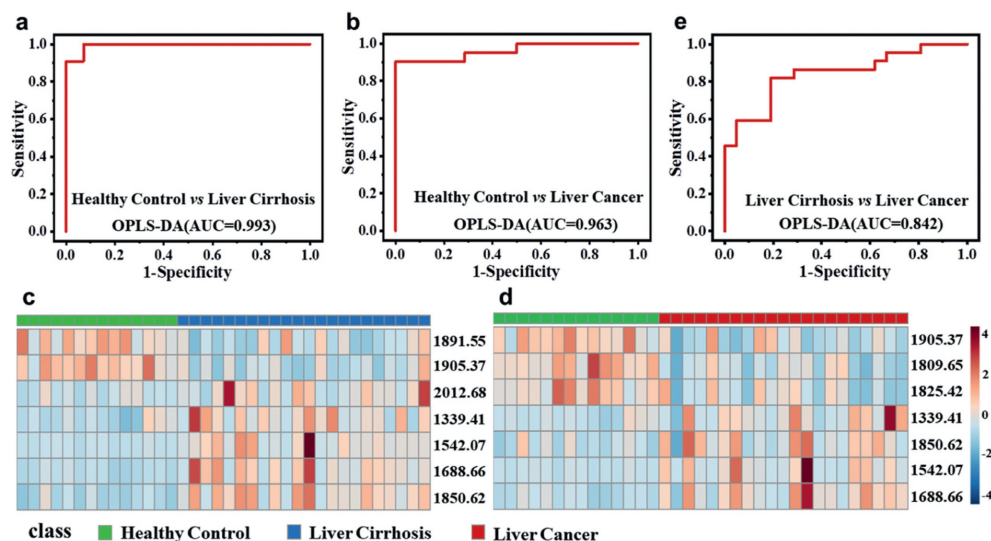 a
b
e
1.0
0.8
0.6
0.4
0.2
0.0
Sensitivity
Healthy Control vs Liver Cirrhosis
OPLS-DA(AUC=0.993)
0.0 0.2 0.4 0.6 0.8 1.0
1-Specificity
1.0
0.8
0.6
0.4
0.2
0.0
Sensitivity
Healthy Control vs Liver Cancer
OPLS-DA(AUC=0.963)
0.0 0.2 0.4 0.6 0.8 1.0
1-Specificity
1.0
0.8
0.6
0.4
0.2
0.0
Sensitivity
Liver Cirrhosis vs Liver Cancer
OPLS-DA(AUC=0.842)
0.0 0.2 0.4 0.6 0.8 1.0
1-Specificity
c
1891.55
1905.37
2012.68
1339.41
1542.07
1688.66
1850.62
d
1905.37
1809.65
1825.42
1339.41
1850.62
1542.07
1688.66
4
2
0
-2
-4
class Healthy Control Liver Cirrhosis Liver Cancer